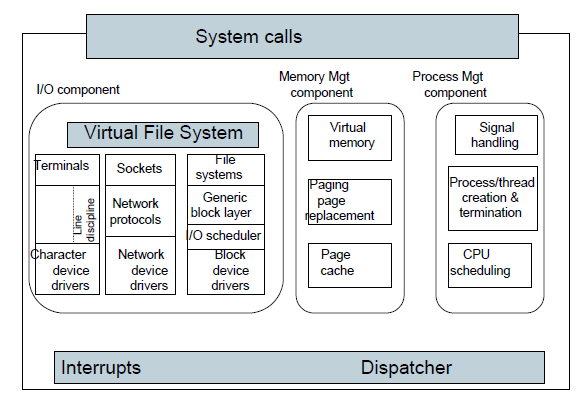 System calls
I/O component
Memory Mgt
component
Process Mgt
component
Virtual File System
Terminals
Line
discipline
Character
device
drivers
Sockets
Network
protocols
Network
device
drivers
File
systems
Generic
block layer
I/O scheduler
Block
device
drivers
Virtual
memory
Paging
page
replacement
Page
cache
Signal
handling
Process/thread
creation &
termination
CPU
scheduling
Interrupts
Dispatcher